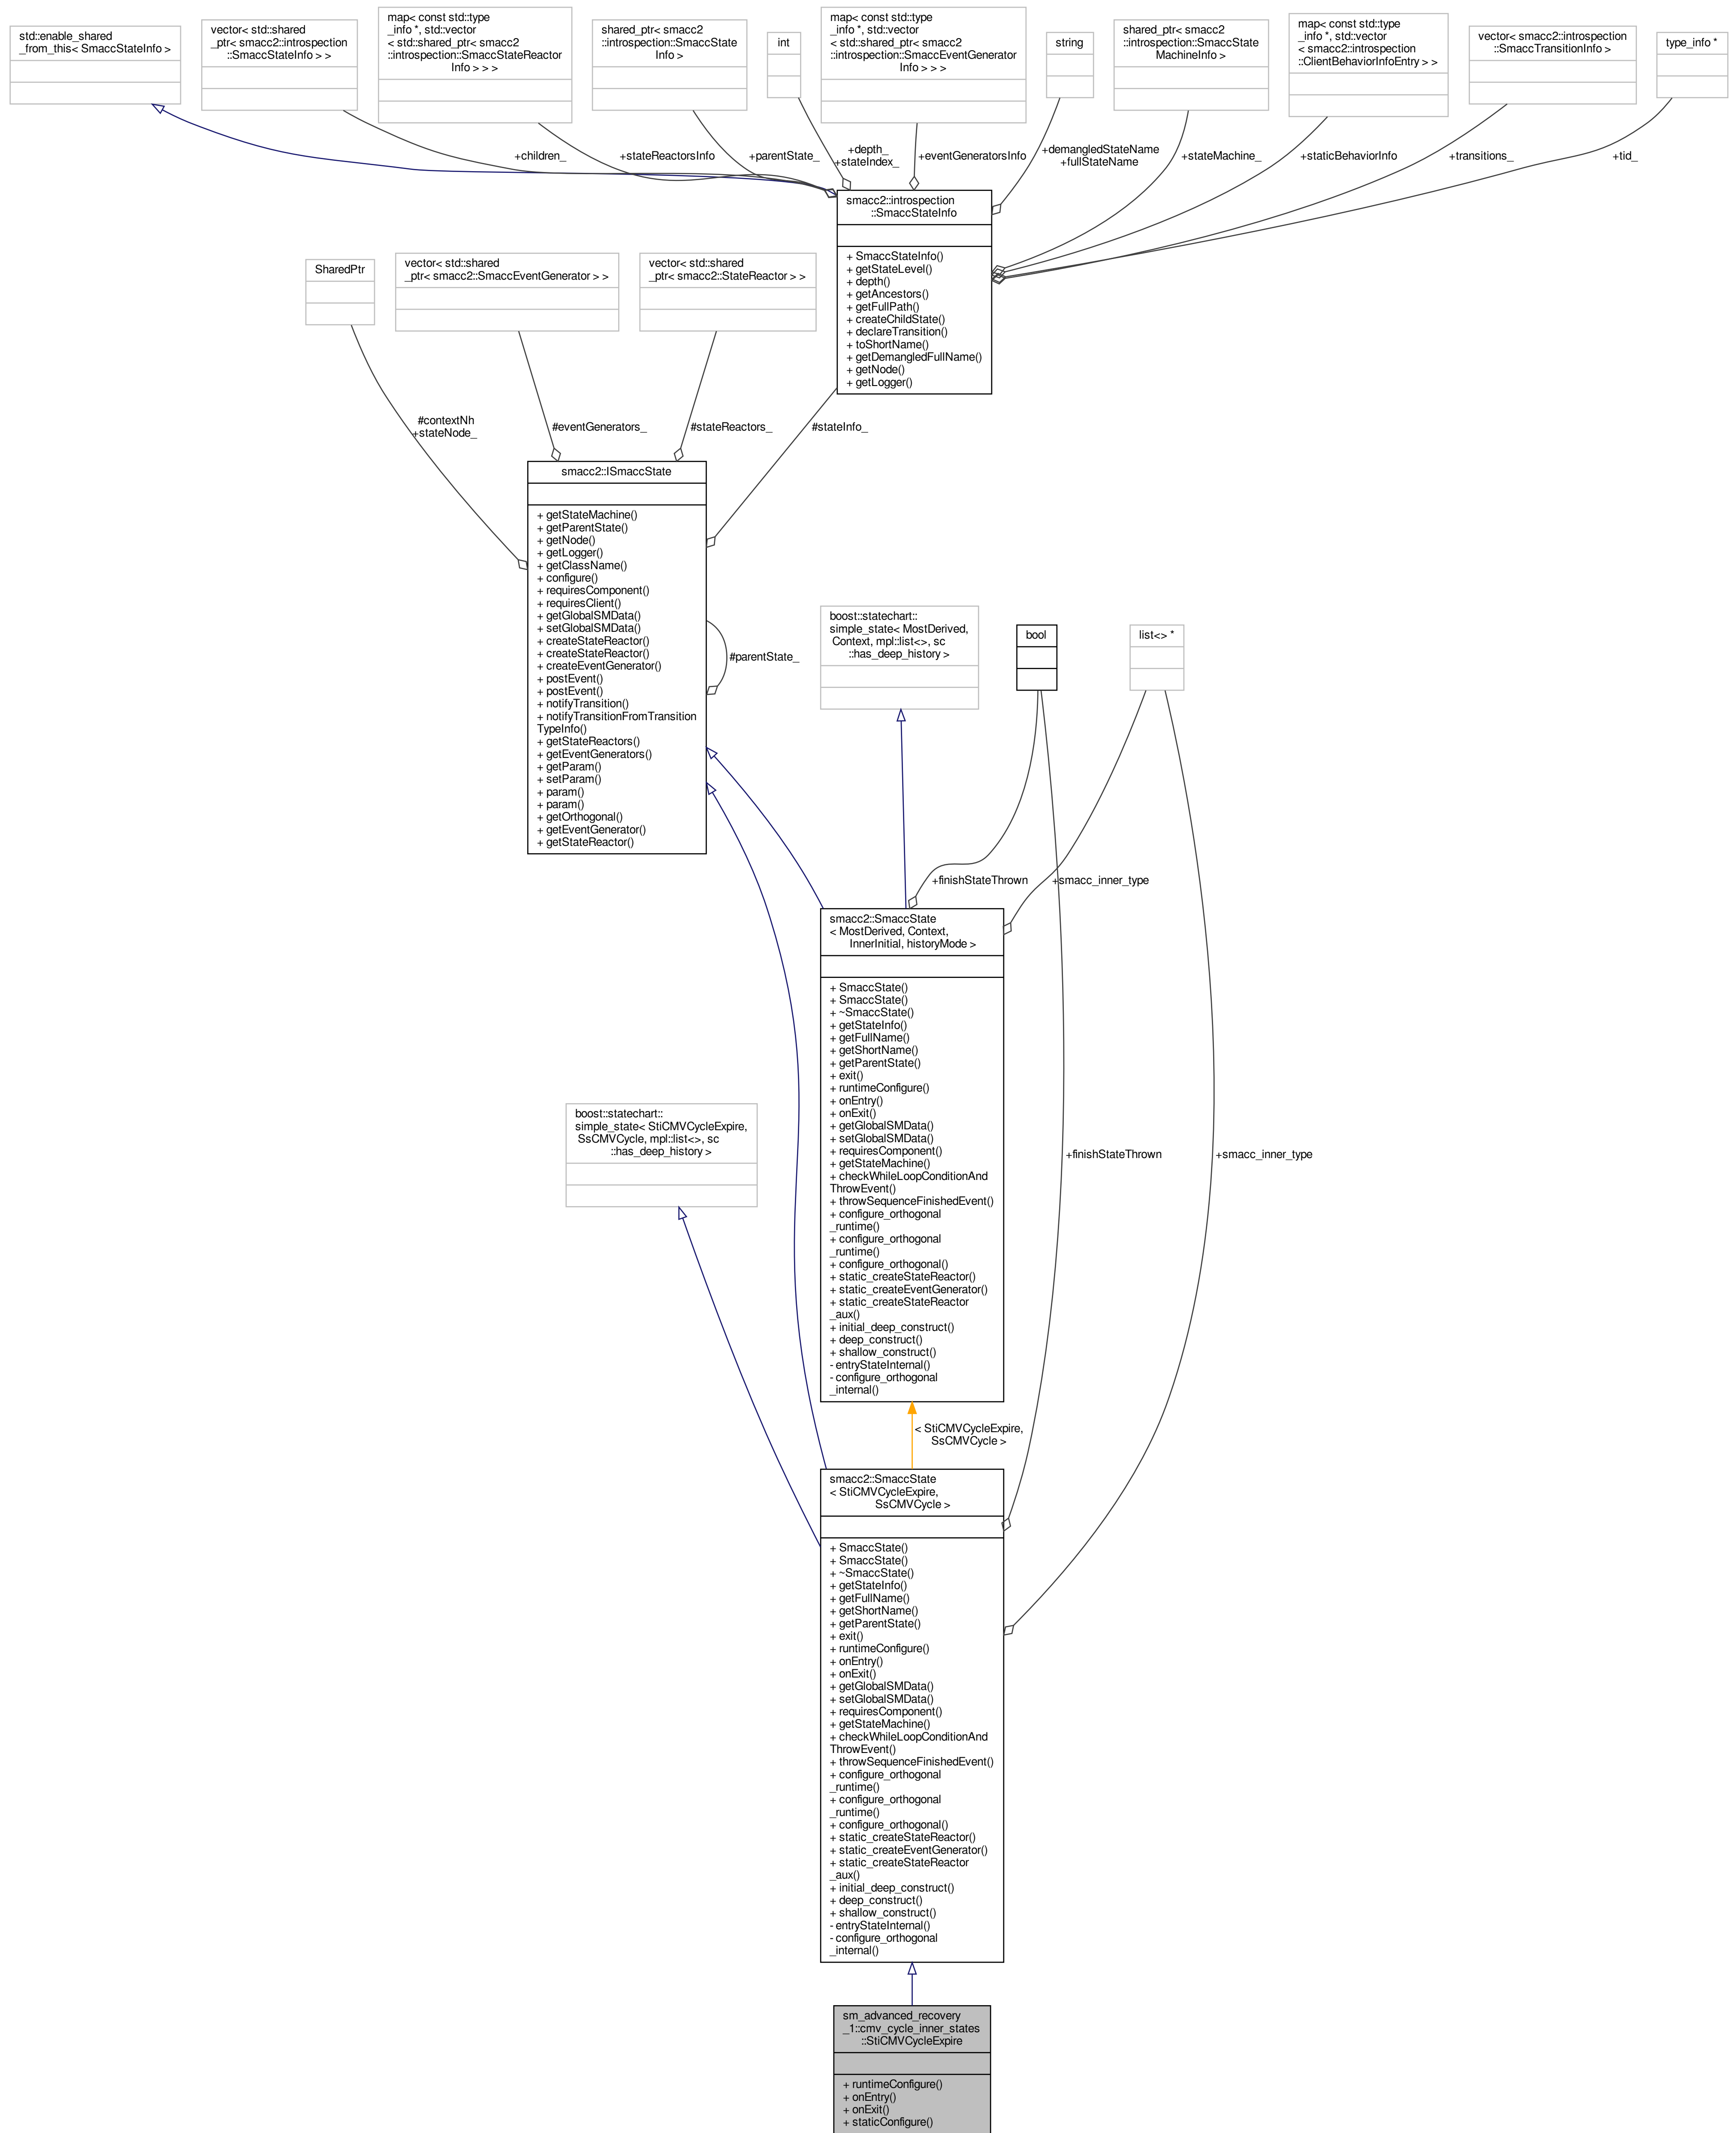 std::enable_shared
_from_this< SmaccStateInfo >
vector< std::shared
_ptr< smacc2::introspection
::SmaccStateInfo > >
map< const std::type
_info *, std::vector
< std::shared_ptr< smacc2
::introspection::SmaccStateReactor
Info > > >
shared_ptr< smacc2
::introspection::SmaccState
Info >
int
map< const std::type
_info *, std::vector
< std::shared_ptr< smacc2
::introspection::SmaccEventGenerator
Info > > >
string
shared_ptr< smacc2
::introspection::SmaccState
MachineInfo >
map< const std::type
_info *, std::vector
< smacc2::introspection
::ClientBehaviorInfoEntry > >
vector< smacc2::introspection
::SmaccTransitionInfo >
type_info *
+children_
+stateReactorsInfo
+parentState_
+depth_
+stateIndex_
+eventGeneratorsInfo
+demangledStateName
+fullStateName
+stateMachine_
+staticBehaviorInfo
+transitions_
+tid_
smacc2::introspection
::SmaccStateInfo
+ SmaccStateInfo()
+ getStateLevel()
+ depth()
+ getAncestors()
+ getFullPath()
+ createChildState()
+ declareTransition()
+ toShortName()
+ getDemangledFullName()
+ getNode()
+ getLogger()
SharedPtr
vector< std::shared
_ptr< smacc2::SmaccEventGenerator > >
vector< std::shared
_ptr< smacc2::StateReactor > >
#contextNh
+stateNode_
#eventGenerators_
#stateReactors_
#stateInfo_
smacc2::ISmaccState
+ getStateMachine()
+ getParentState()
+ getNode()
+ getLogger()
+ getClassName()
+ configure()
+ requiresComponent()
+ requiresClient()
+ getGlobalSMData()
+ setGlobalSMData()
+ createStateReactor()
+ createStateReactor()
+ createEventGenerator()
+ postEvent()
+ postEvent()
+ notifyTransition()
+ notifyTransitionFromTransition
TypeInfo()
+ getStateReactors()
+ getEventGenerators()
+ getParam()
+ setParam()
+ param()
+ param()
+ getOrthogonal()
+ getEventGenerator()
+ getStateReactor()
#parentState_
boost::statechart::
simple_state< MostDerived,
Context, mpl::list<>, sc
::has_deep_history >
bool
list<> *
+finishStateThrown
+smacc_inner_type
smacc2::SmaccState
< MostDerived, Context,
InnerInitial, historyMode >
+ SmaccState()
+ SmaccState()
+ ~SmaccState()
+ getStateInfo()
+ getFullName()
+ getShortName()
+ getParentState()
+ exit()
+ runtimeConfigure()
+ onEntry()
+ onExit()
+ getGlobalSMData()
+ setGlobalSMData()
+ requiresComponent()
+ getStateMachine()
+ checkWhileLoopConditionAnd
ThrowEvent()
+ throwSequenceFinishedEvent()
+ configure_orthogonal
_runtime()
+ configure_orthogonal
_runtime()
+ configure_orthogonal()
+ static_createStateReactor()
+ static_createEventGenerator()
+ static_createStateReactor
_aux()
+ initial_deep_construct()
+ deep_construct()
+ shallow_construct()
- entryStateInternal()
- configure_orthogonal
_internal()
boost::statechart::
simple_state< StiCMVCycleExpire,
SsCMVCycle, mpl::list<>, sc
::has_deep_history >
+finishStateThrown
+smacc_inner_type
< StiCMVCycleExpire,
SsCMVCycle >
smacc2::SmaccState
< StiCMVCycleExpire,
SsCMVCycle >
+ SmaccState()
+ SmaccState()
+ ~SmaccState()
+ getStateInfo()
+ getFullName()
+ getShortName()
+ getParentState()
+ exit()
+ runtimeConfigure()
+ onEntry()
+ onExit()
+ getGlobalSMData()
+ setGlobalSMData()
+ requiresComponent()
+ getStateMachine()
+ checkWhileLoopConditionAnd
ThrowEvent()
+ throwSequenceFinishedEvent()
+ configure_orthogonal
_runtime()
+ configure_orthogonal
_runtime()
+ configure_orthogonal()
+ static_createStateReactor()
+ static_createEventGenerator()
+ static_createStateReactor
_aux()
+ initial_deep_construct()
+ deep_construct()
+ shallow_construct()
- entryStateInternal()
- configure_orthogonal
_internal()
sm_advanced_recovery
_1::cmv_cycle_inner_states
::StiCMVCycleExpire
+ runtimeConfigure()
+ onEntry()
+ onExit()
+ staticConfigure()